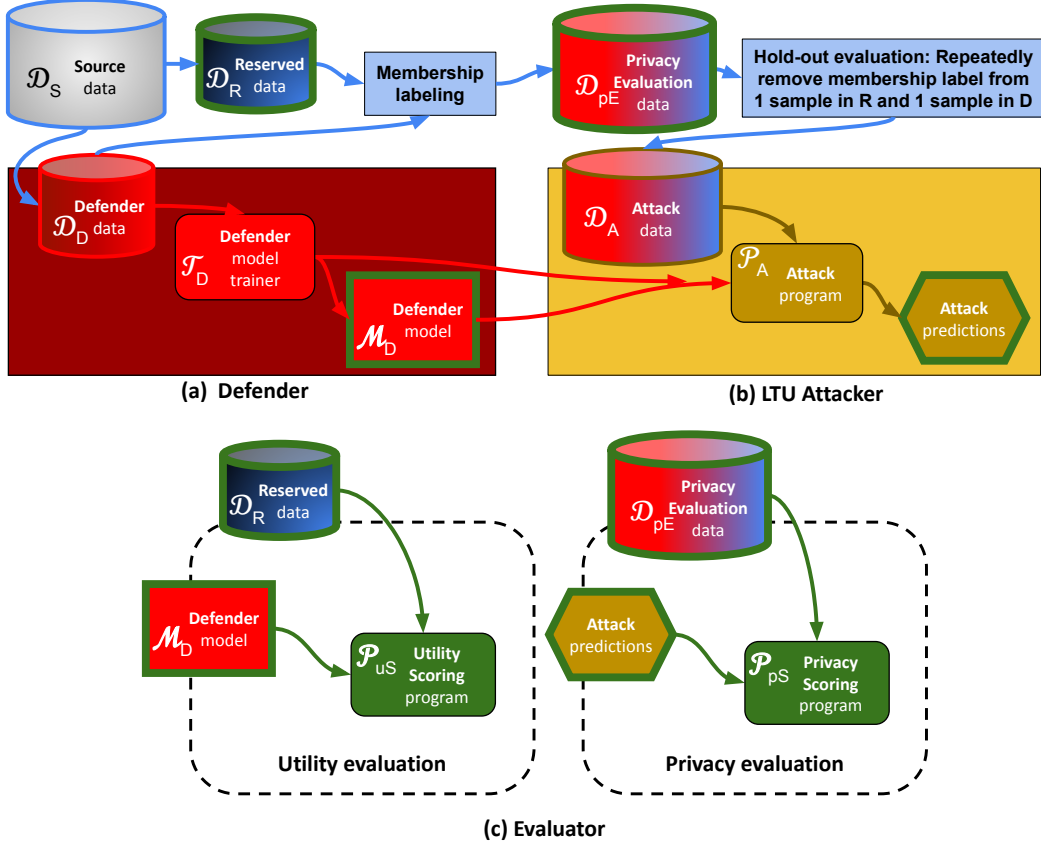 𝒟S Source
data
𝒟R Reserved
data
Membership
labeling
𝒟pE Privacy
Evaluation
data
Hold-out evaluation: Repeatedly
remove membership label from
1 sample in R and 1 sample in D
𝒟D Defender
data
𝒯D Defender
model
trainer
ℳD Defender
model
𝒟A Attack
data
𝒫A Attack
program
Attack
predictions
(a) Defender
(b) LTU Attacker
𝒟R Reserved
data
ℳD Defender
model
𝒫uS Utility
Scoring
program
Utility evaluation
𝒟pE Privacy
Evaluation
data
Attack
predictions
𝒫pS Privacy
Scoring
program
Privacy evaluation
(c) Evaluator